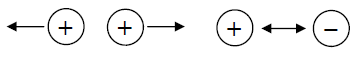 + + + −